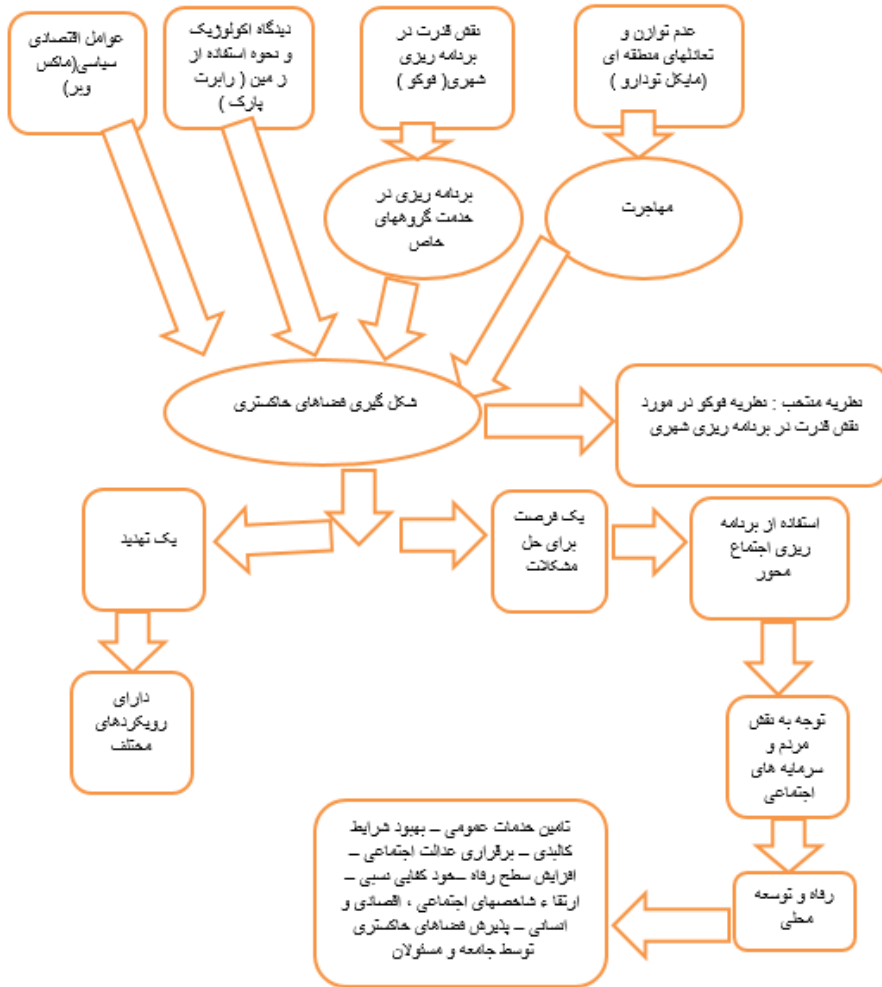 عدم توازن و
تعادلهای منطقه ای
(مایکل تودارو )
نقش قدرت در
برنامه ریزی
شهری( فوکو )
دیدگاه اکولوژیک
و نحوه استفاده از
ز مین ( رابرت
پارک )
عوامل اقتصادی
سیاسی(ماکس
وبر)
مهاجرت
برنامه ریزی در
خدمت گروههای
خاص
شکل گیری فضاهای خاکستری
نظریه منتخب : نظریه فوکو در مورد
نقش قدرت در برنامه ریزی شهری
استفاده از برنامه
ریزی اجتماع
محور
یک فرصت
برای حل
مشکلات
یک تهدید
دارای
رویکردهای
مختلف
توجه به نقش
مردم و
سرمایه های
اجتماعی
رفاه و توسعه
محلی
تامین خدمات عمومی – بهبود شرایط
کالبدی – برقراری عدالت اجتماعی –
افزایش سطح رفاه –خود کفایی نسبی –
ارتقا ء شاخصهای اجتماعی ، اقصادی و
انسانی – پذیرش فضاهای خاکستری
توسط جامعه و مسئولان